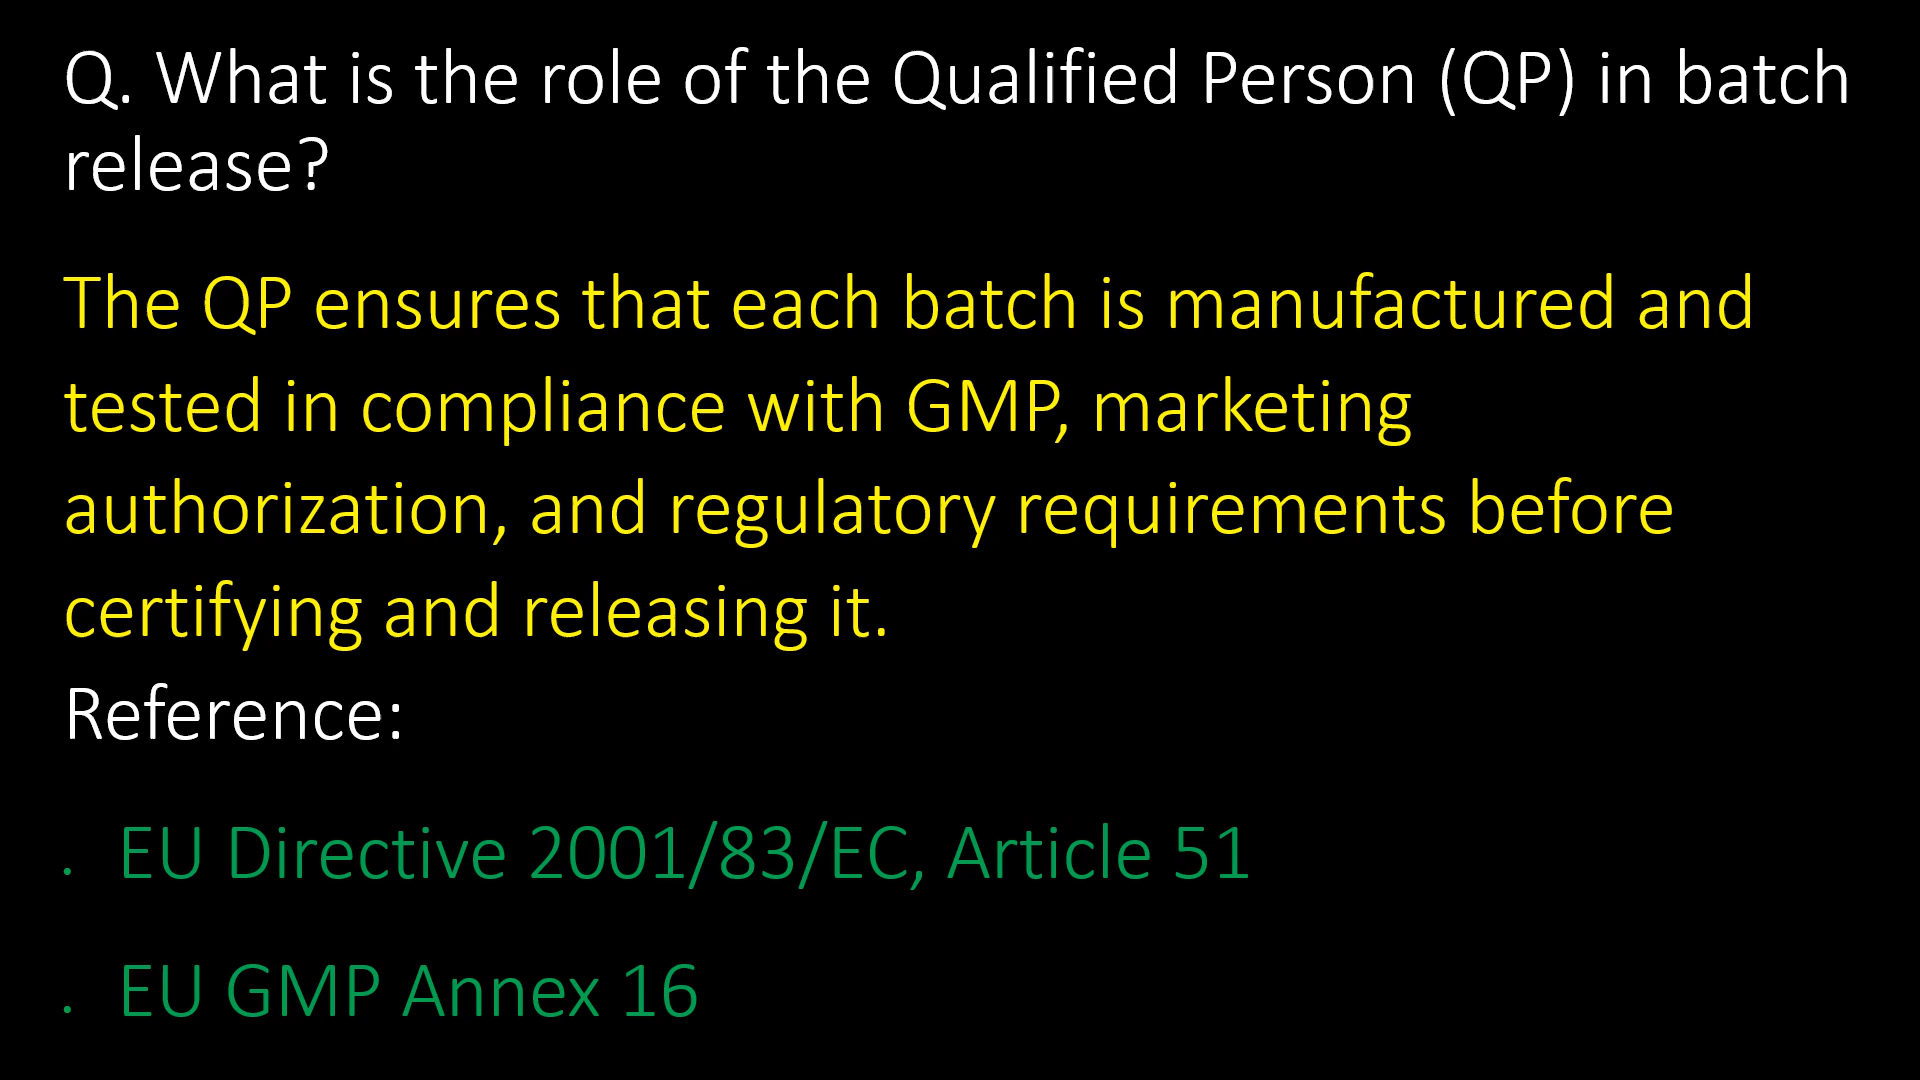 Q. What is the role of the Qualified Person (QP) in batch
release?
The QP ensures that each batch is manufactured and
tested in compliance with GMP, marketing
authorization, and regulatory requirements before
certifying and releasing it.
Reference:
• EU Directive 2001/83/EC, Article 51
• EU GMP Annex 16